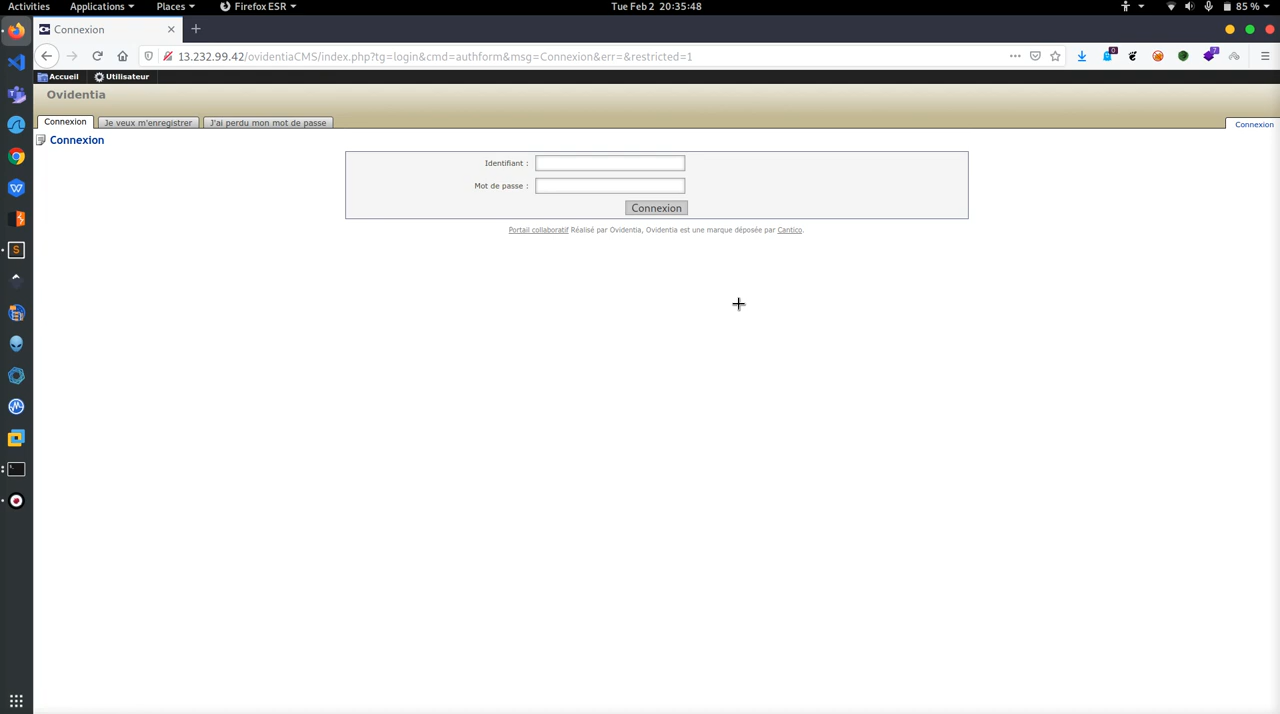 Activities Applications Places Firefox ESR Tue Feb 2 20:35:48 85 %
Connexion
13.232.99.42/ovidentiaCMS/index.php?tg=login&cmd=authform&msg=Connexion&err=&restricted=1
0
7
Accueil Utilisateur
Ovidentia
Connexion Je veux m'enregistrer J'ai perdu mon mot de passe Connexion
Connexion
Identifiant :
Mot de passe :
Connexion
Portail collaboratif Réalisé par Ovidentia, Ovidentia est une marque déposée par Cantico.